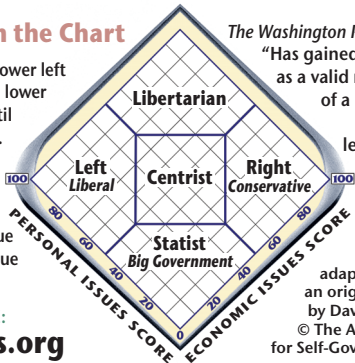 n the Chart
ower left
lower
til
ue
ue
:
s.org
The Washington
"Has gained
as a valid
of a
le
adap
an orig
by Dav
© The A
for Self-Gov
Libertarian
Left
Liberal
Centrist
Right
Conservative
Statist
Big Government
100
80
60
40
20
0
20
40
60
80
100
PERSONAL ISSUES SCORE
ECONOMIC ISSUES SCORE